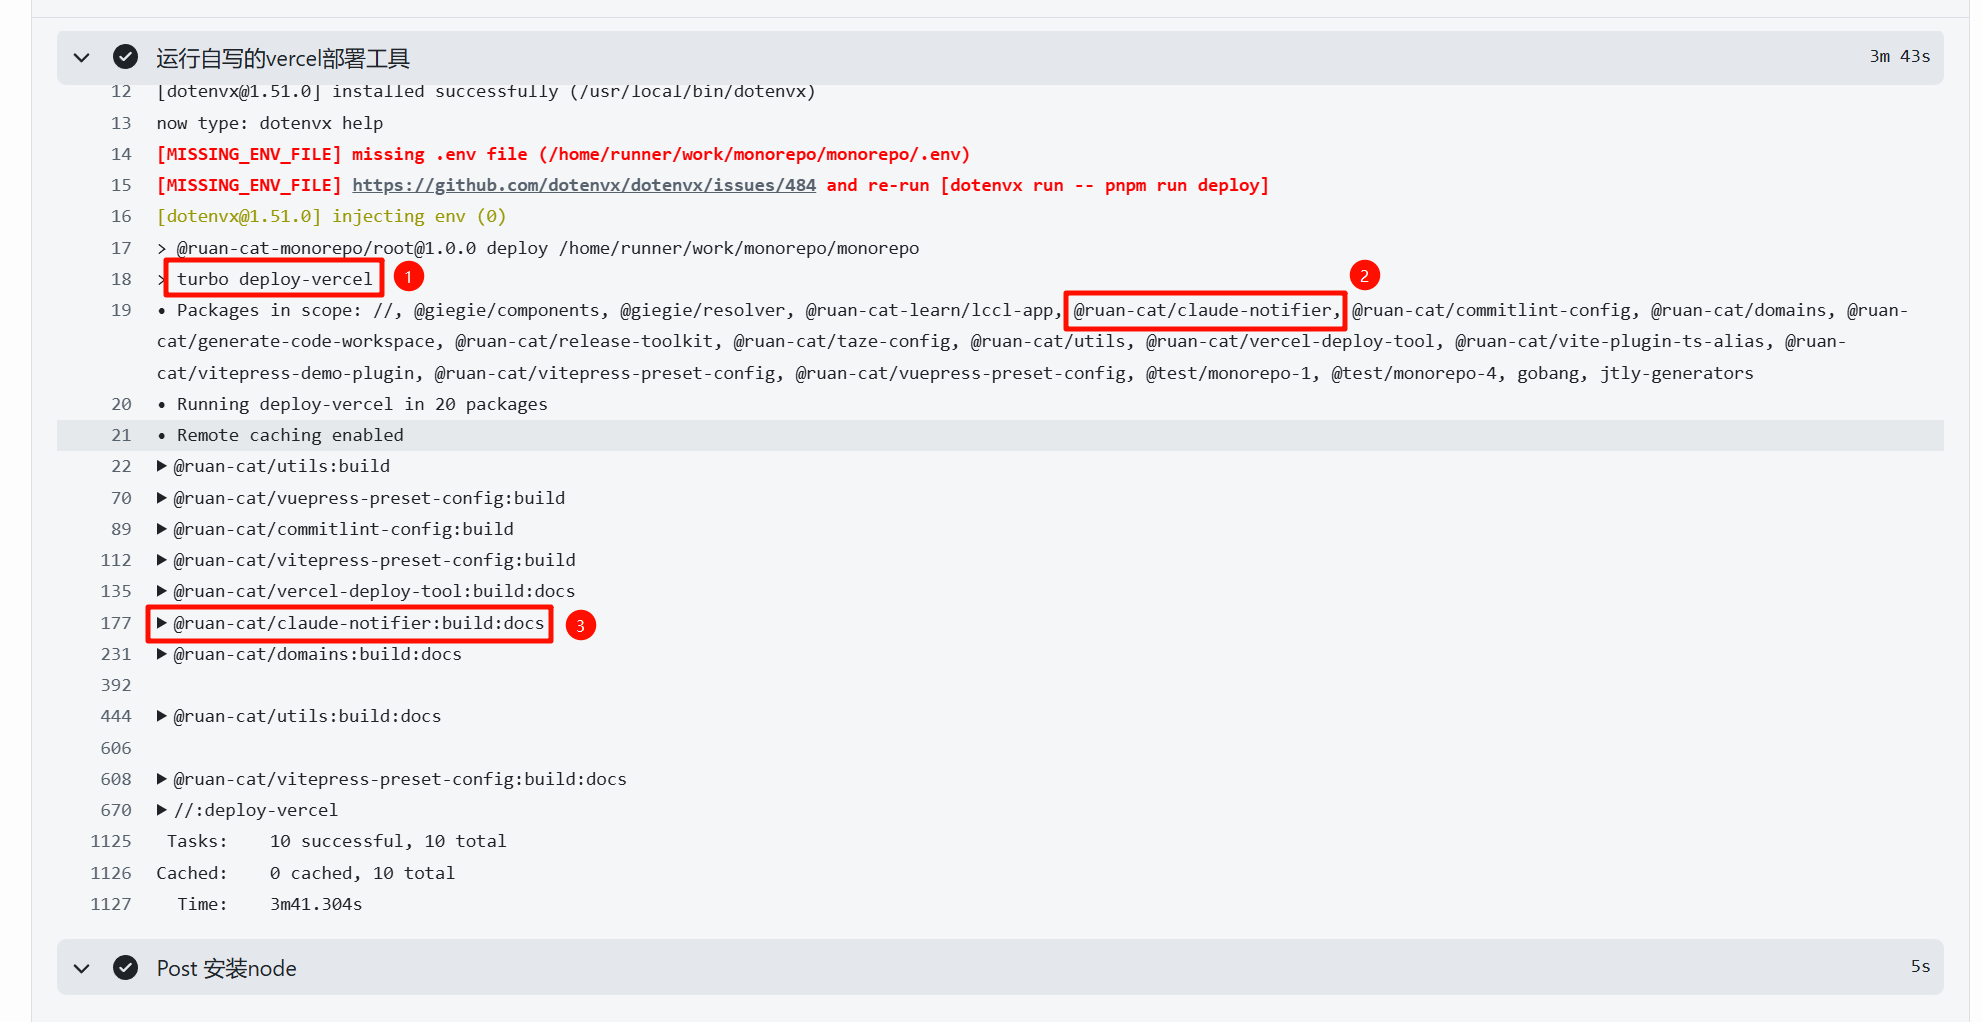 运行自写的vercel部署工具
3m 43s
12 [dotenvx@1.51.0] installed successfully (/usr/local/bin/dotenvx)
13 now type: dotenvx help
14 [MISSING_ENV_FILE] missing .env file (/home/runner/work/monorepo/monorepo/.env)
15 [MISSING_ENV_FILE] https://github.com/dotenvx/dotenvx/issues/484 and re-run [dotenvx run -- pnpm run deploy]
16 [dotenvx@1.51.0] injecting env (0)
17 > @ruan-cat-monorepo/root@1.0.0 deploy /home/runner/work/monorepo/monorepo
18 > turbo deploy-vercel 1
2
19 • Packages in scope: //, @giegie/components, @giegie/resolver, @ruan-cat-learn/lccl-app, @ruan-cat/claude-notifier, @ruan-cat/commitlint-config, @ruan-cat/domains, @ruan-
cat/generate-code-workspace, @ruan-cat/release-toolkit, @ruan-cat/taze-config, @ruan-cat/utils, @ruan-cat/vercel-deploy-tool, @ruan-cat/vite-plugin-ts-alias, @ruan-
cat/vitepress-demo-plugin, @ruan-cat/vitepress-preset-config, @ruan-cat/vuepress-preset-config, @test/monorepo-1, @test/monorepo-4, gobang, jtly-generators
20 • Running deploy-vercel in 20 packages
21 • Remote caching enabled
22 ▶ @ruan-cat/utils:build
70 ▶ @ruan-cat/vuepress-preset-config:build
89 ▶ @ruan-cat/commitlint-config:build
112 ▶ @ruan-cat/vitepress-preset-config:build
135 ▶ @ruan-cat/vercel-deploy-tool:build:docs
177 ▶ @ruan-cat/claude-notifier:build:docs 3
231 ▶ @ruan-cat/domains:build:docs
392
444 ▶ @ruan-cat/utils:build:docs
606
608 ▶ @ruan-cat/vitepress-preset-config:build:docs
670 ▶ //:deploy-vercel
1125 Tasks: 10 successful, 10 total
1126 Cached: 0 cached, 10 total
1127 Time: 3m41.304s
Post 安装node
5s